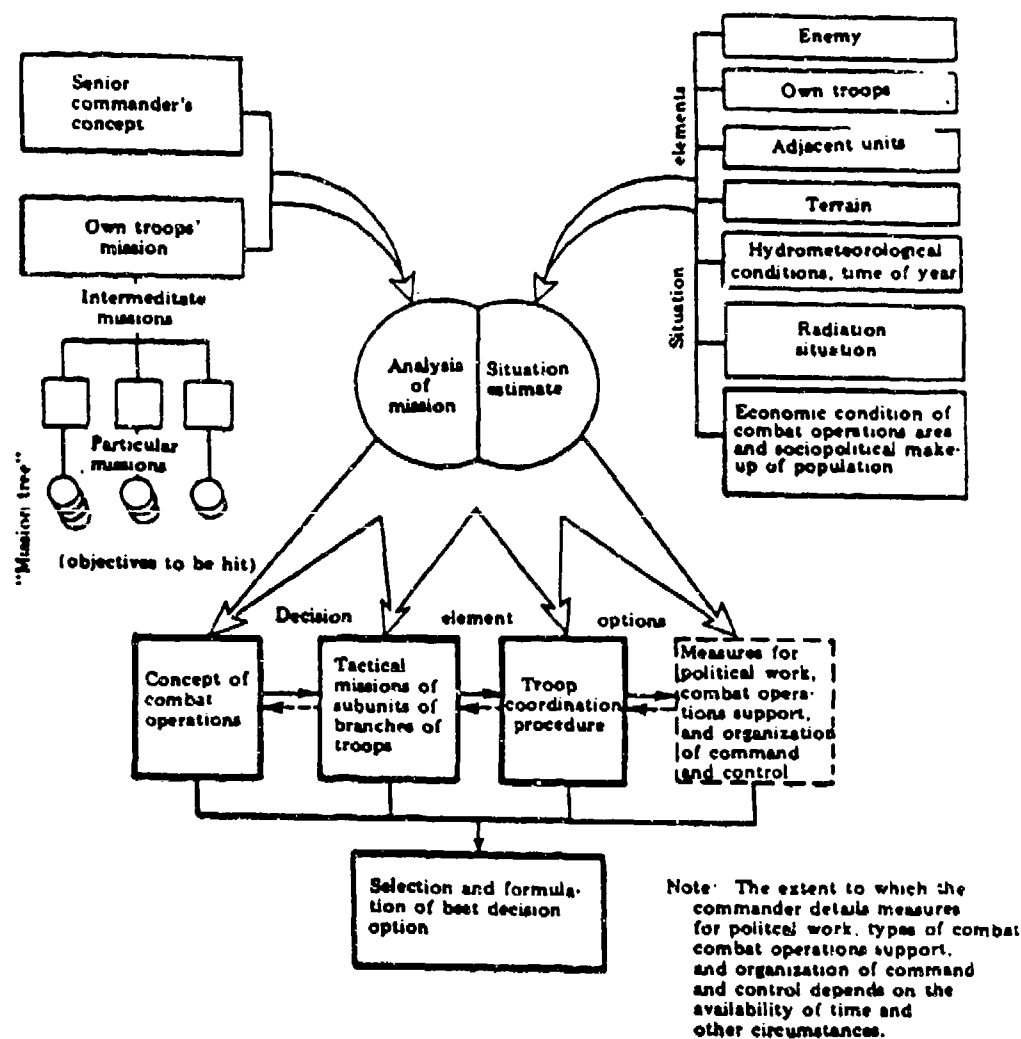 Senior
commander's
concept
Own troops'
mission
Intermeditate
missions
Particular
missions
"Mission tree"
(objectives to be hit)
Situation elements
Enemy
Own troops
Adjacent units
Terrain
Hydrometeorological
conditions, time of year
Radiation
situation
Economic condition of
combat operations area
and sociopolitical make-
up of population
Analysis
of
mission
Situation
estimate
Decision element options
Concept of
combat
operations
Tactical
missions of
subunits of
branches of
troops
Troop
coordination
procedure
Measures for
political work,
combat opera-
tions support,
and organization
of command
and control
Selection and formula-
tion of best decision
option
Note: The extent to which the
commander details measures
for politcal work, types of combat
combat operations support,
and organization of command
and control depends on the
availability of time and
other circumstances.